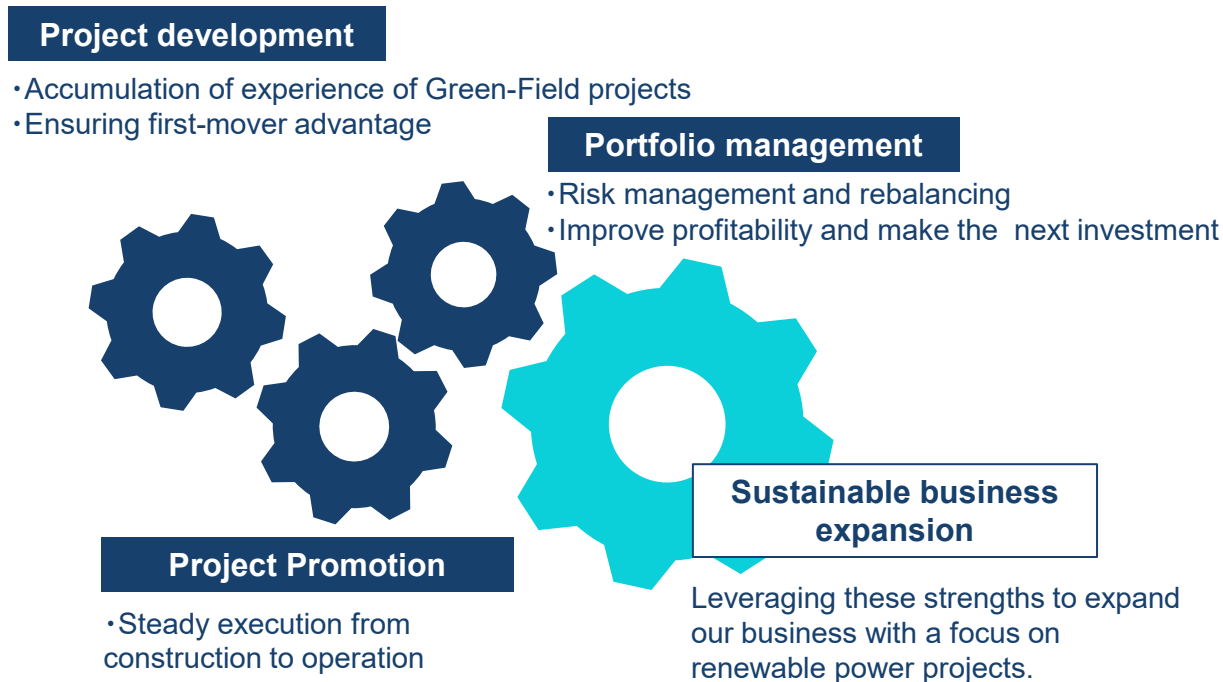 Project development
・Accumulation of experience of Green-Field projects
・Ensuring first-mover advantage
Portfolio management
・Risk management and rebalancing
・Improve profitability and make the  next investment
Project Promotion
・Steady execution from
construction to operation
Sustainable business
expansion
Leveraging these strengths to expand
our business with a focus on
renewable power projects.